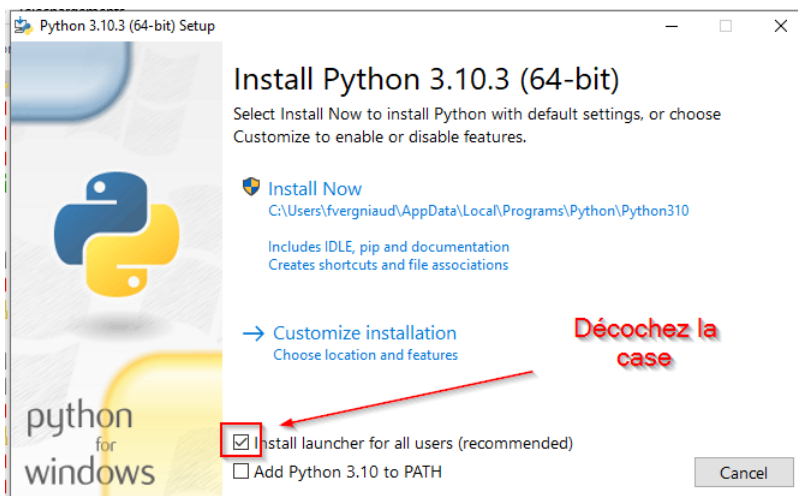 Python 3.10.3 (64-bit) Setup
Install Python 3.10.3 (64-bit)
Select Install Now to install Python with default settings, or choose
Customize to enable or disable features.
Install Now
C:\Users\fvergniaud\AppData\Local\Programs\Python\Python310
Includes IDLE, pip and documentation
Creates shortcuts and file associations
Customize installation
Choose location and features
Décochez la
case
Install launcher for all users (recommended)
Add Python 3.10 to PATH
Cancel
python
for
windows